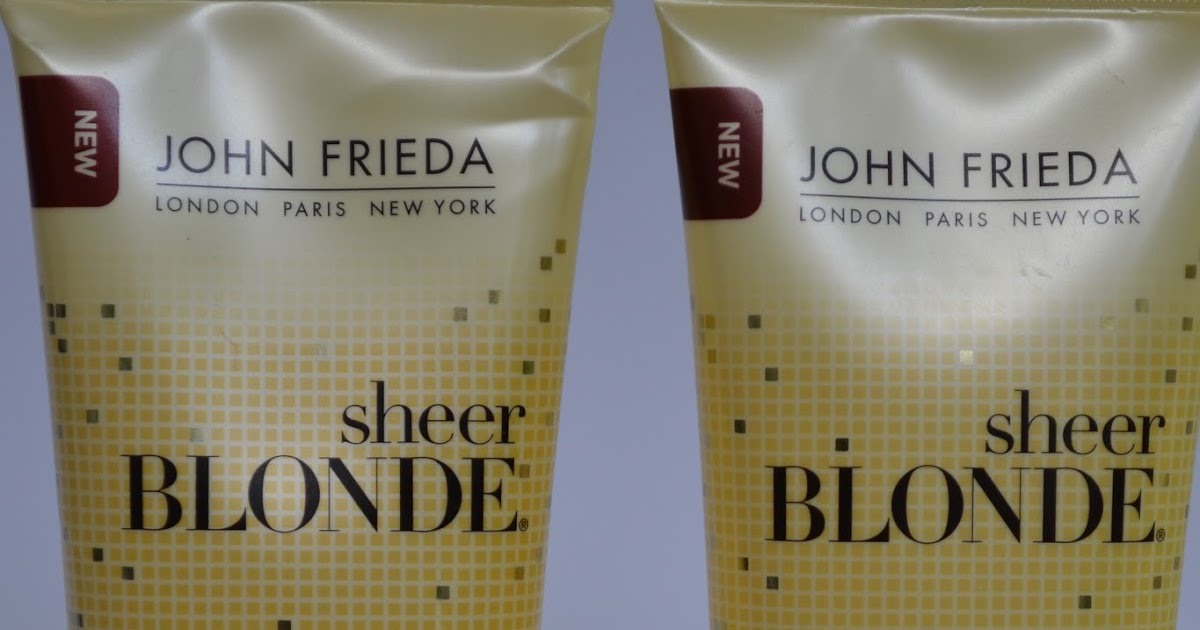 NEW
JOHN FRIEDA
LONDON PARIS NEW YORK
sheer
BLONDE®
NEW
JOHN FRIEDA
LONDON PARIS NEW YORK
sheer
BLONDE®